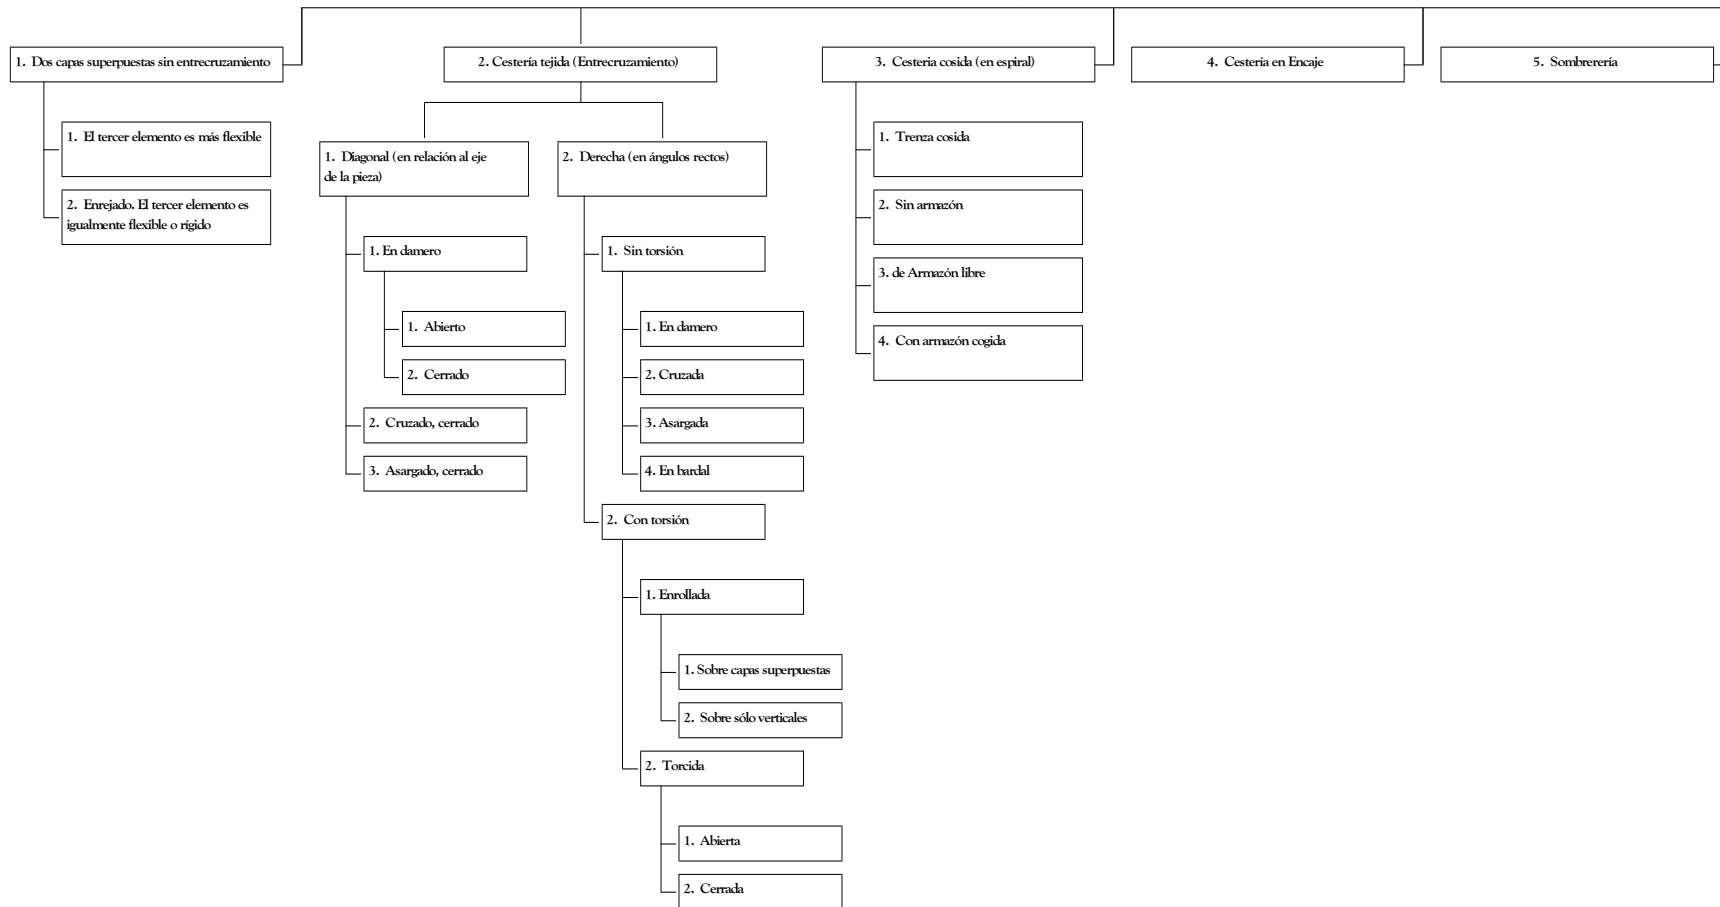 1. Dos capas superpuestas sin entrecruzamiento
2. Cestería tejida (Entrecruzamiento)
3. Cesteria cosida (en espiral)
4. Cestería en Encaje
5. Sombrerería
1. El tercer elemento es más flexible
2. Enrejado. El tercer elemento es
igualmente flexible o rígido
1. Diagonal (en relación al eje
de la pieza)
2. Derecha (en ángulos rectos)
1. En damero
1. Abierto
2. Cerrado
2. Cruzado, cerrado
3. Asargado, cerrado
1. Sin torsión
1. En damero
2. Cruzada
3. Asargada
4. En bardal
2. Con torsión
1. Enrollada
1. Sobre capas superpuestas
2. Sobre sólo verticales
2. Torcida
1. Abierta
2. Cerrada
1. Trenza cosida
2. Sin armazón
3. de Armazón libre
4. Con armazón cogida